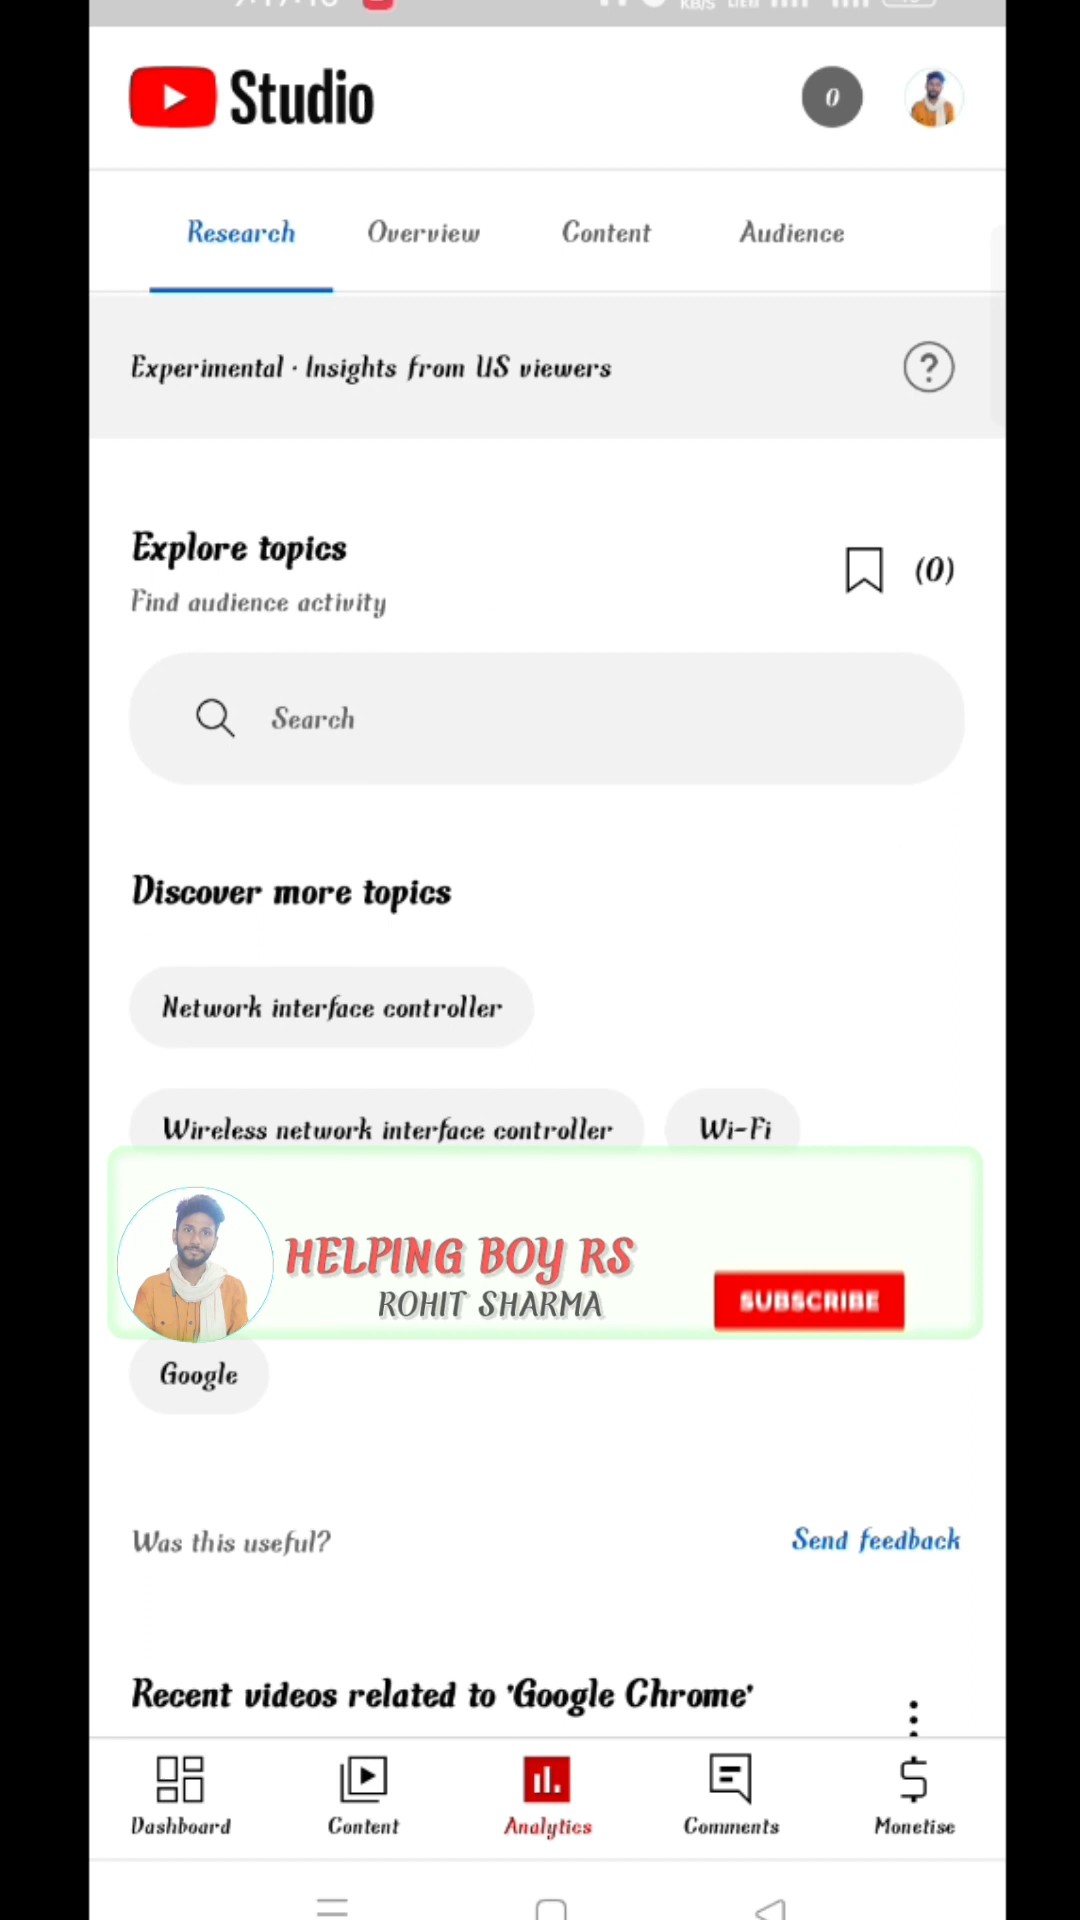 Studio
0
Research Overview Content Audience
Experimental · Insights from US viewers
?
Explore topics
(0)
Find audience activity
Search
Discover more topics
Network interface controller
Wireless network interface controller Wi-Fi
HELPING BOY RS
ROHIT SHARMA
SUBSCRIBE
Google
Was this useful? Send feedback
Recent videos related to 'Google Chrome'
Dashboard Content Analytics Comments Monetise